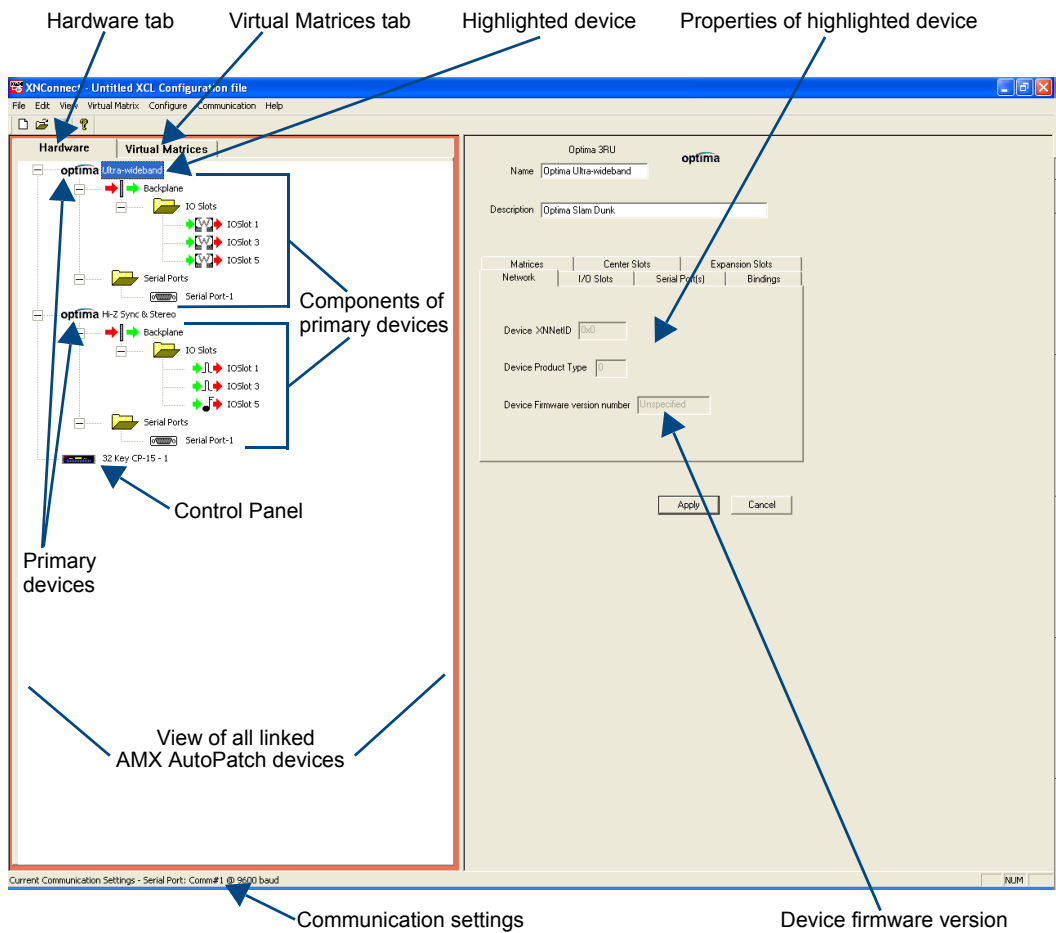 Hardware tab
Virtual Matrices tab
Highlighted device
Properties of highlighted device
XNConnect - Untitled XCL Configuration file
File Edit View Virtual Matrix Configure Communication Help
Hardware
Virtual Matrices
optima Ultra-wideband
Backplane
IO Slots
IOSlot 1
IOSlot 3
IOSlot 5
Serial Ports
Serial Port-1
optima Hi-Z Sync & Stereo
Backplane
IO Slots
IOSlot 1
IOSlot 3
IOSlot 5
Serial Ports
Serial Port-1
32 Key CP-15 - 1
Components of
primary devices
Control Panel
Primary
devices
View of all linked
AMX AutoPatch devices
Optima 3RU
optima
Name Optima Ultra-wideband
Description Optima Slam Dunk
Matrices Center Slots Expansion Slots
Network I/O Slots Serial Port(s) Bindings
Device XNNetID 0x0
Device Product Type 0
Device Firmware version number Unspecified
Apply Cancel
Current Communication Settings - Serial Port: Comm#1 @ 9600 baud
NUM
Communication settings
Device firmware version